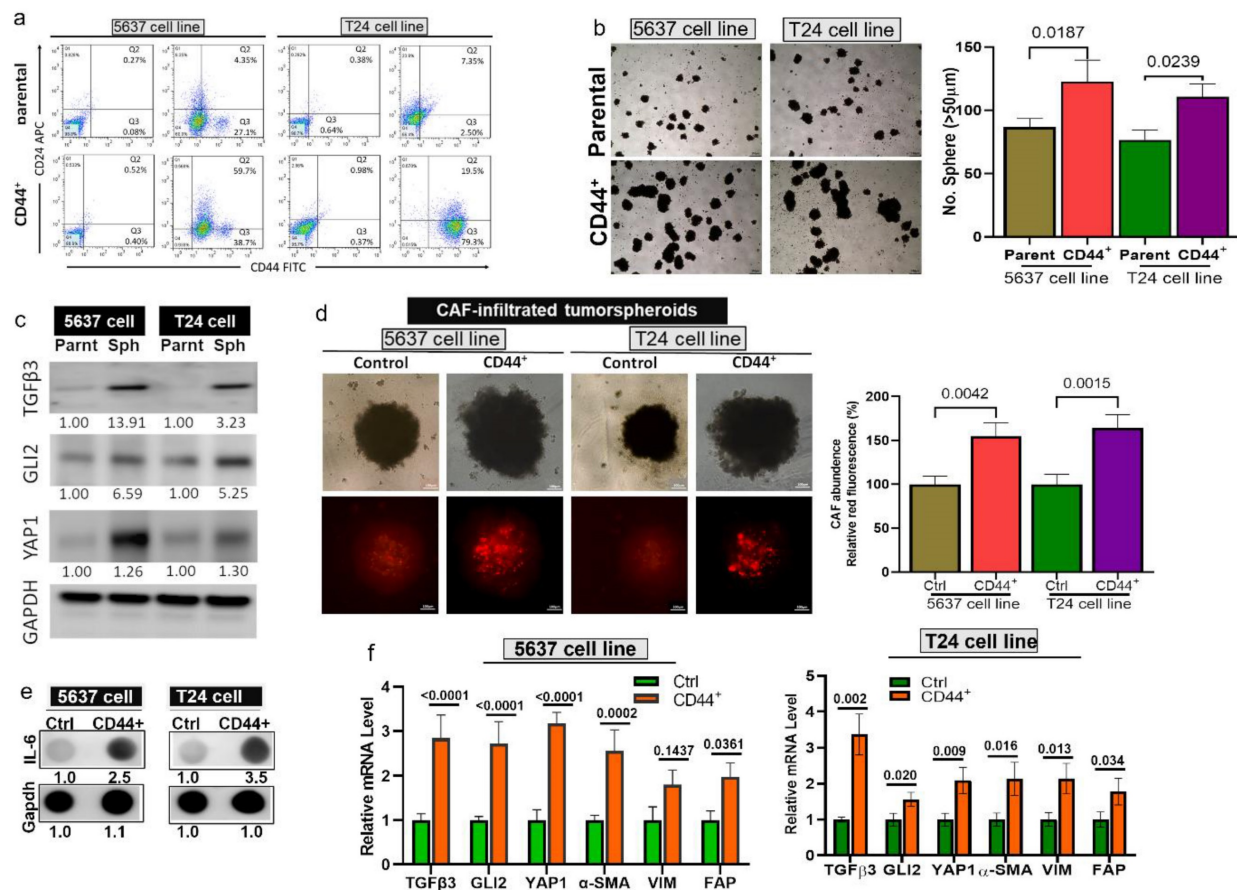 a
5637 cell line
T24 cell line
parental
CD44⁺
CD24 APC
Q2
0.27%
Q3
0.08%
Q2
4.35%
Q3
27.1%
Q2
0.38%
Q3
0.64%
Q2
7.35%
Q3
2.50%
Q2
0.52%
Q3
0.40%
Q2
59.7%
Q3
38.7%
Q2
0.98%
Q3
0.37%
Q2
19.5%
Q3
79.3%
CD44 FITC
b
5637 cell line
T24 cell line
Parental
CD44⁺
No. Sphere (>50μm)
150
100
50
0
0.0187
0.0239
Parent CD44⁺ Parent CD44⁺
5637 cell line T24 cell line
c
5637 cell T24 cell
Parnt Sph Parnt Sph
TGFβ3
1.00 13.91 1.00 3.23
GLI2
1.00 6.59 1.00 5.25
YAP1
1.00 1.26 1.00 1.30
GAPDH
d
CAF-infiltrated tumorspheroids
5637 cell line
T24 cell line
Control CD44⁺ Control CD44⁺
CAF abundance
Relative red fluorescence (%)
200
150
100
50
0
0.0042
0.0015
Ctrl CD44⁺ Ctrl CD44⁺
5637 cell line T24 cell line
e
5637 cell T24 cell
Ctrl CD44+ Ctrl CD44+
IL-6
1.0 2.5 1.0 3.5
Gapdh
1.0 1.1 1.0 1.0
f
5637 cell line
Ctrl
CD44⁺
Relative mRNA Level
4
3
2
1
0
<0.0001
<0.0001
<0.0001
0.0002
0.1437
0.0361
TGFβ3 GLI2 YAP1 α-SMA VIM FAP
T24 cell line
Ctrl
CD44⁺
Relative mRNA Level
5
4
3
2
1
0
0.002
0.020
0.009
0.016
0.013
0.034
TGFβ3 GLI2 YAP1 α-SMA VIM FAP